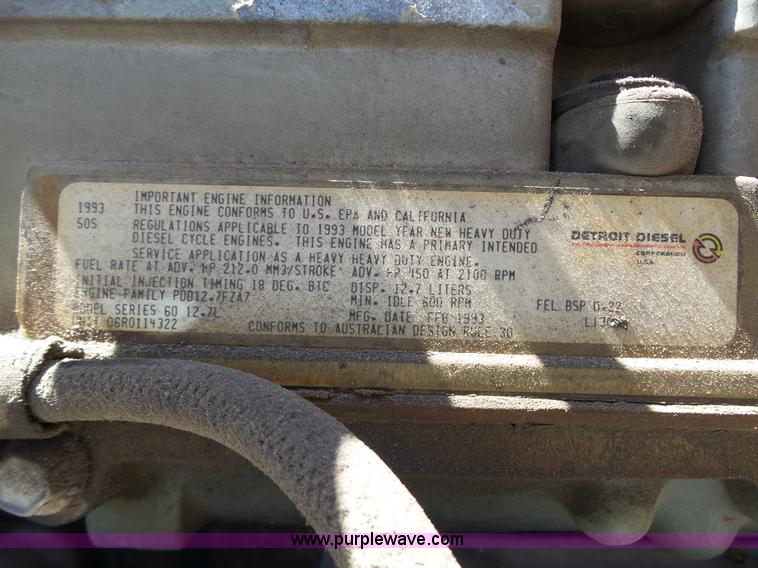 1993
50S
IMPORTANT ENGINE INFORMATION
THIS ENGINE CONFORMS TO U.S. EPA AND CALIFORNIA
REGULATIONS APPLICABLE TO 1993 MODEL YEAR NEW HEAVY DUTY
DIESEL CYCLE ENGINES. THIS ENGINE HAS A PRIMARY INTENDED
SERVICE APPLICATION AS A HEAVY HEAVY DUTY ENGINE.
FUEL RATE AT ADV. HP 212.0 MM3/STROKE ADV. HP 450 AT 2100 RPM
INITIAL INJECTION TIMING 18 DEG. BTC DISP. 12.7 LITERS
ENGINE FAMILY PDD12.7FZA7 MIN. IDLE 600 RPM FEL BSP 0.22
MODEL SERIES 60 12.7L MFG. DATE FEB 1993
UNIT 06R0114322 CONFORMS TO AUSTRALIAN DESIGN RULE 30
DETROIT DIESEL
CORPORATION
USA
www.purplewave.com